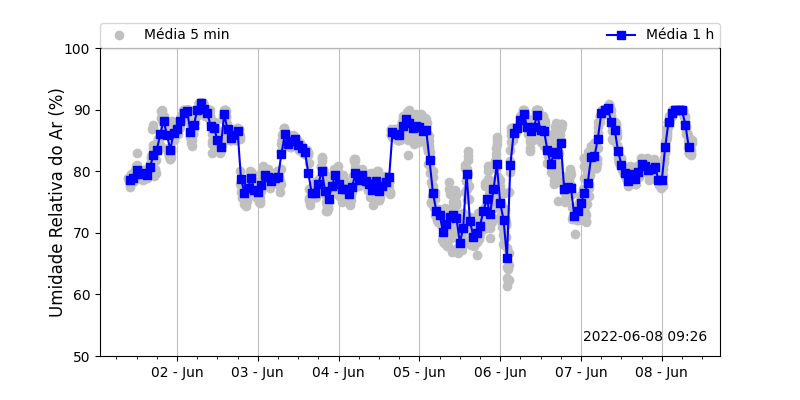 Média 5 min
Média 1 h
Umidade Relativa do Ar (%)
100
90
80
70
60
50
2022-06-08 09:26
02 - Jun
03 - Jun
04 - Jun
05 - Jun
06 - Jun
07 - Jun
08 - Jun